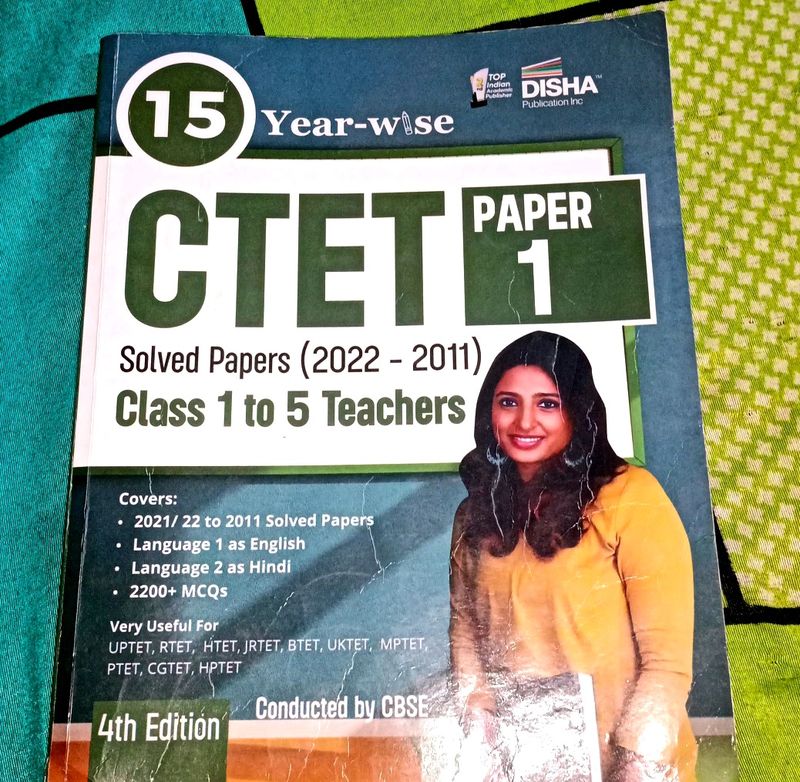 15 Year-wise
TOP
Indian
Academic
Publisher
DISHA™
Publication Inc
CTET
PAPER
1
Solved Papers (2022 - 2011)
Class 1 to 5 Teachers
Covers:
• 2021/ 22 to 2011 Solved Papers
• Language 1 as English
• Language 2 as Hindi
• 2200+ MCQs
Very Useful For
UPTET, RTET, HTET, JRTET, BTET, UKTET, MPTET,
PTET, CGTET, HPTET
Conducted by CBSE
4th Edition